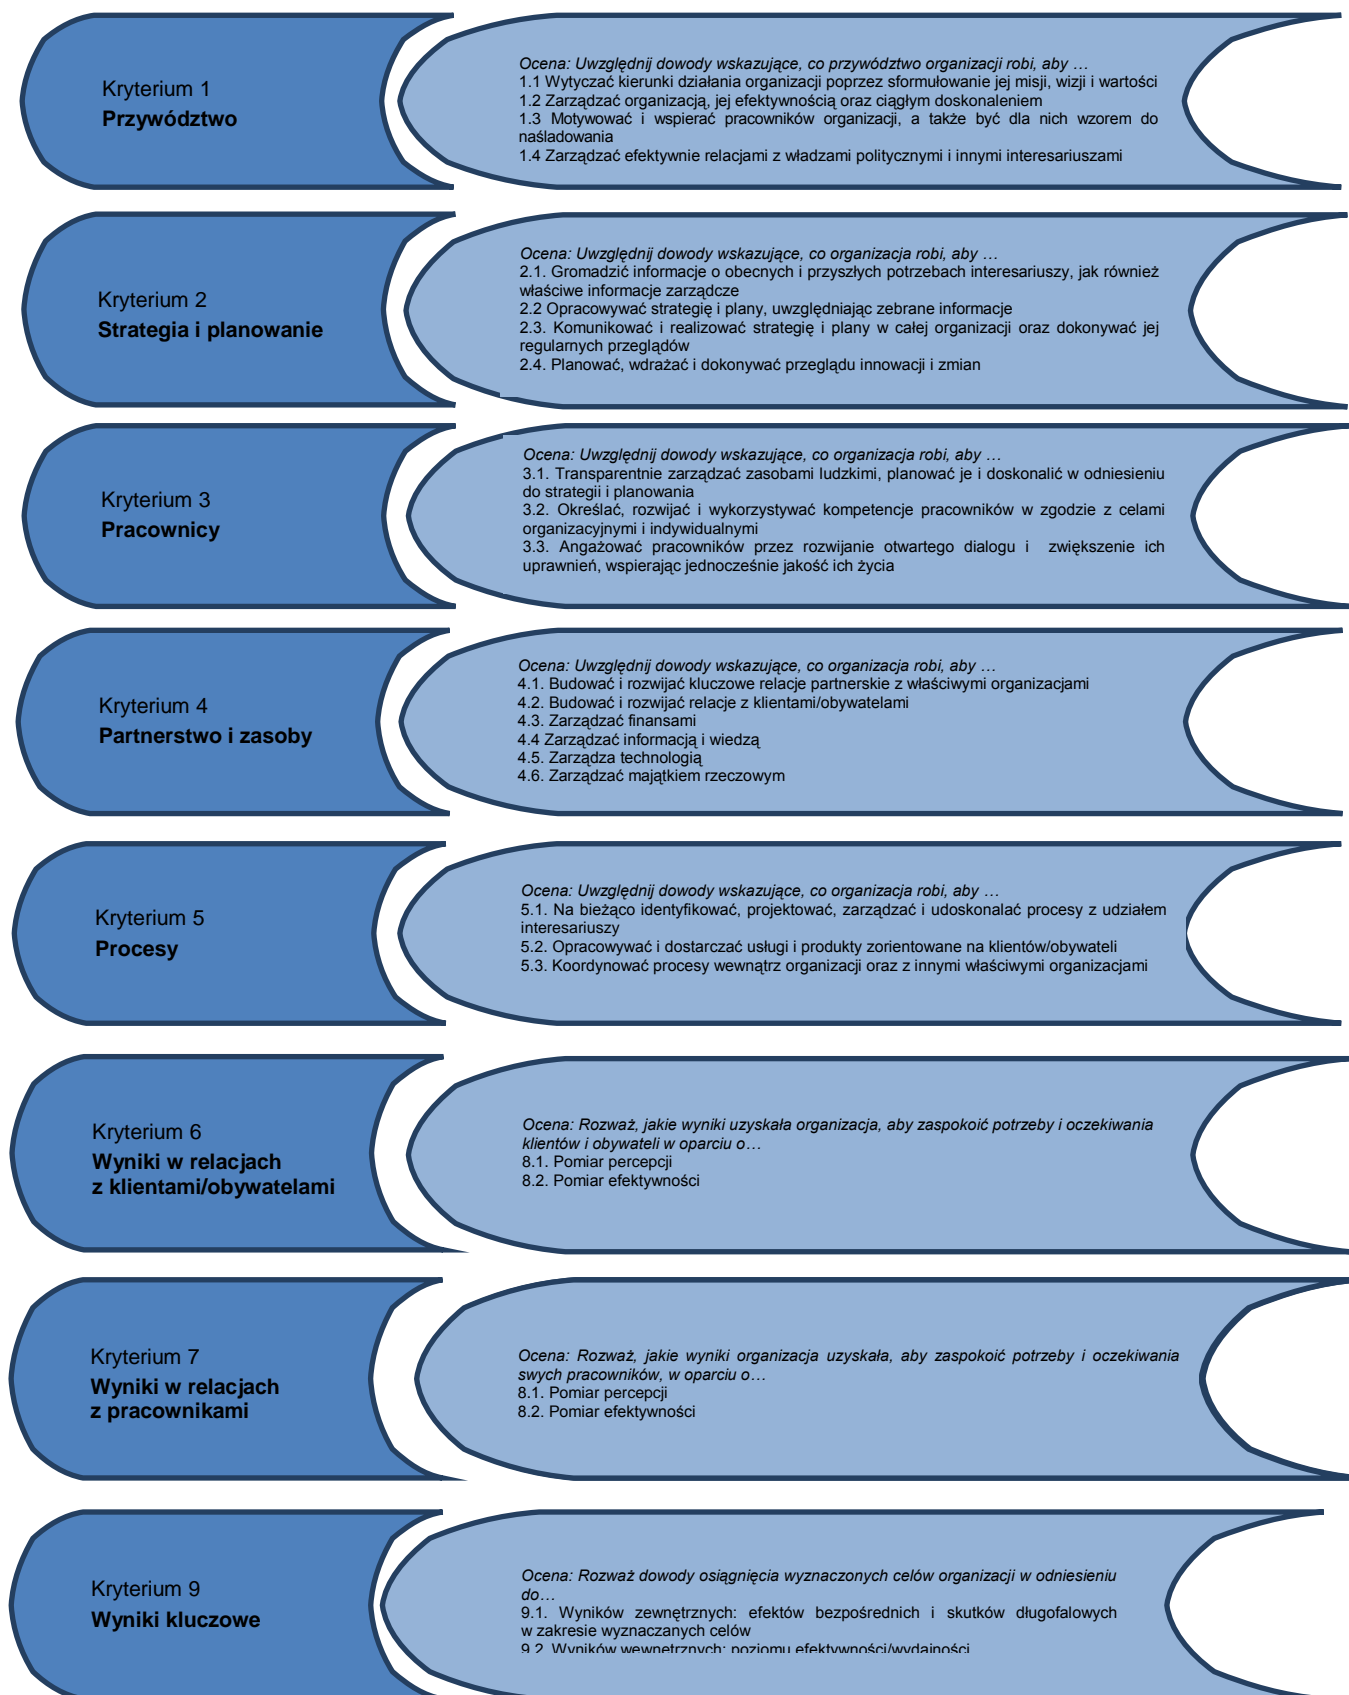 Kryterium 1
Przywództwo
Ocena: Uwzględnij dowody wskazujące, co przywództwo organizacji robi, aby …
1.1 Wytyczać kierunki działania organizacji poprzez sformułowanie jej misji, wizji i wartości
1.2 Zarządzać organizacją, jej efektywnością oraz ciągłym doskonaleniem
1.3 Motywować i wspierać pracowników organizacji, a także być dla nich wzorem do
naśladowania
1.4 Zarządzać efektywnie relacjami z władzami politycznymi i innymi interesariuszami
Kryterium 2
Strategia i planowanie
Ocena: Uwzględnij dowody wskazujące, co organizacja robi, aby …
2.1. Gromadzić informacje o obecnych i przyszłych potrzebach interesariuszy, jak również
właściwe informacje zarządcze
2.2 Opracowywać strategię i plany, uwzględniając zebrane informacje
2.3. Komunikować i realizować strategię i plany w całej organizacji oraz dokonywać jej
regularnych przeglądów
2.4. Planować, wdrażać i dokonywać przeglądu innowacji i zmian
Kryterium 3
Pracownicy
Ocena: Uwzględnij dowody wskazujące, co organizacja robi, aby …
3.1. Transparentnie zarządzać zasobami ludzkimi, planować je i doskonalić w odniesieniu
do strategii i planowania
3.2. Określać, rozwijać i wykorzystywać kompetencje pracowników w zgodzie z celami
organizacyjnymi i indywidualnymi
3.3. Angażować pracowników przez rozwijanie otwartego dialogu i zwiększenie ich
uprawnień, wspierając jednocześnie jakość ich życia
Kryterium 4
Partnerstwo i zasoby
Ocena: Uwzględnij dowody wskazujące, co organizacja robi, aby …
4.1. Budować i rozwijać kluczowe relacje partnerskie z właściwymi organizacjami
4.2. Budować i rozwijać relacje z klientami/obywatelami
4.3. Zarządzać finansami
4.4 Zarządzać informacją i wiedzą
4.5. Zarządza technologią
4.6. Zarządzać majątkiem rzeczowym
Kryterium 5
Procesy
Ocena: Uwzględnij dowody wskazujące, co organizacja robi, aby …
5.1. Na bieżąco identyfikować, projektować, zarządzać i udoskonalać procesy z udziałem
interesariuszy
5.2. Opracowywać i dostarczać usługi i produkty zorientowane na klientów/obywateli
5.3. Koordynować procesy wewnątrz organizacji oraz z innymi właściwymi organizacjami
Kryterium 6
Wyniki w relacjach
z klientami/obywatelami
Ocena: Rozważ, jakie wyniki uzyskała organizacja, aby zaspokoić potrzeby i oczekiwania
klientów i obywateli w oparciu o…
8.1. Pomiar percepcji
8.2. Pomiar efektywności
Kryterium 7
Wyniki w relacjach
z pracownikami
Ocena: Rozważ, jakie wyniki organizacja uzyskała, aby zaspokoić potrzeby i oczekiwania
swych pracowników, w oparciu o…
8.1. Pomiar percepcji
8.2. Pomiar efektywności
Kryterium 9
Wyniki kluczowe
Ocena: Rozważ dowody osiągnięcia wyznaczonych celów organizacji w odniesieniu
do…
9.1. Wyników zewnętrznych: efektów bezpośrednich i skutków długofalowych
w zakresie wyznaczanych celów
9.2. Wyników wewnętrznych: poziomu efektywności/wydajności